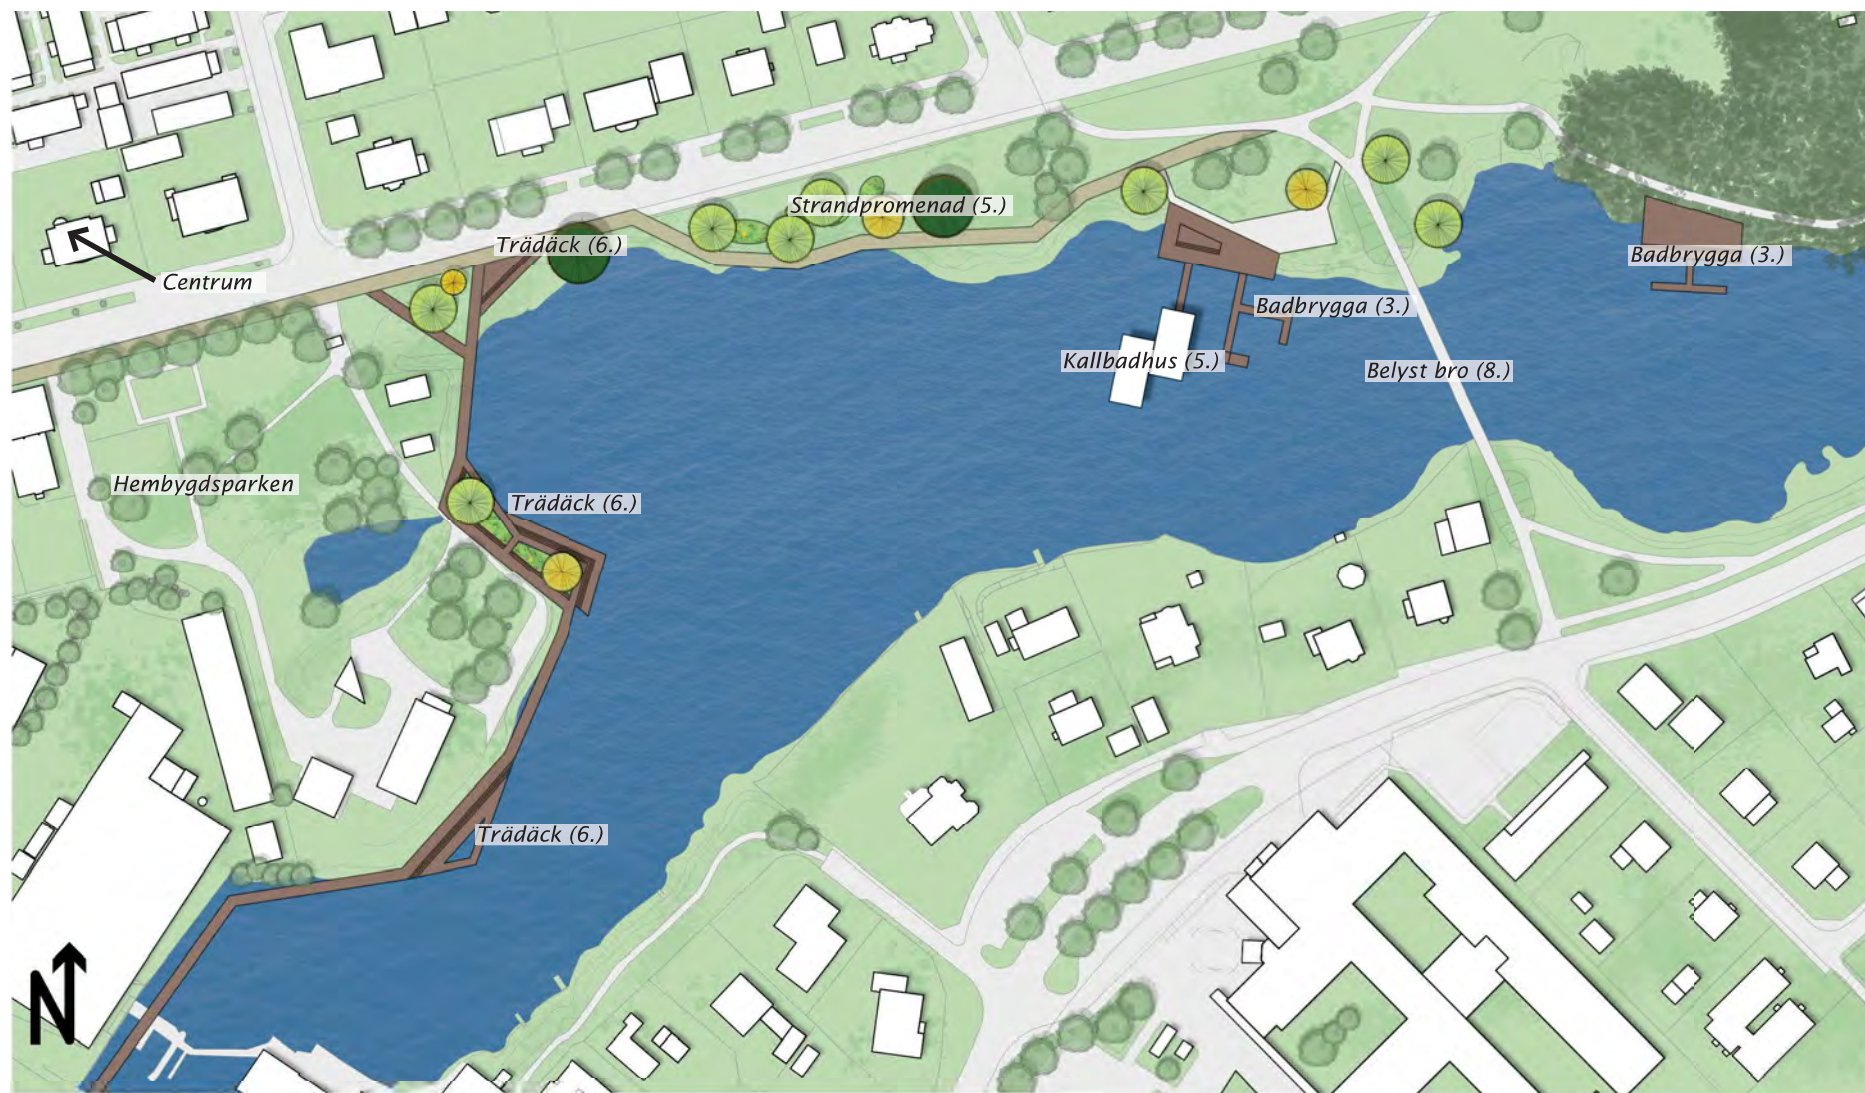 Strandpromenad (5.)
Trädäck (6.)
Badbrygga (3.)
Centrum
Badbrygga (3.)
Kallbadhus (5.)
Belyst bro (8.)
Hembygdsparken
Trädäck (6.)
Trädäck (6.)
N